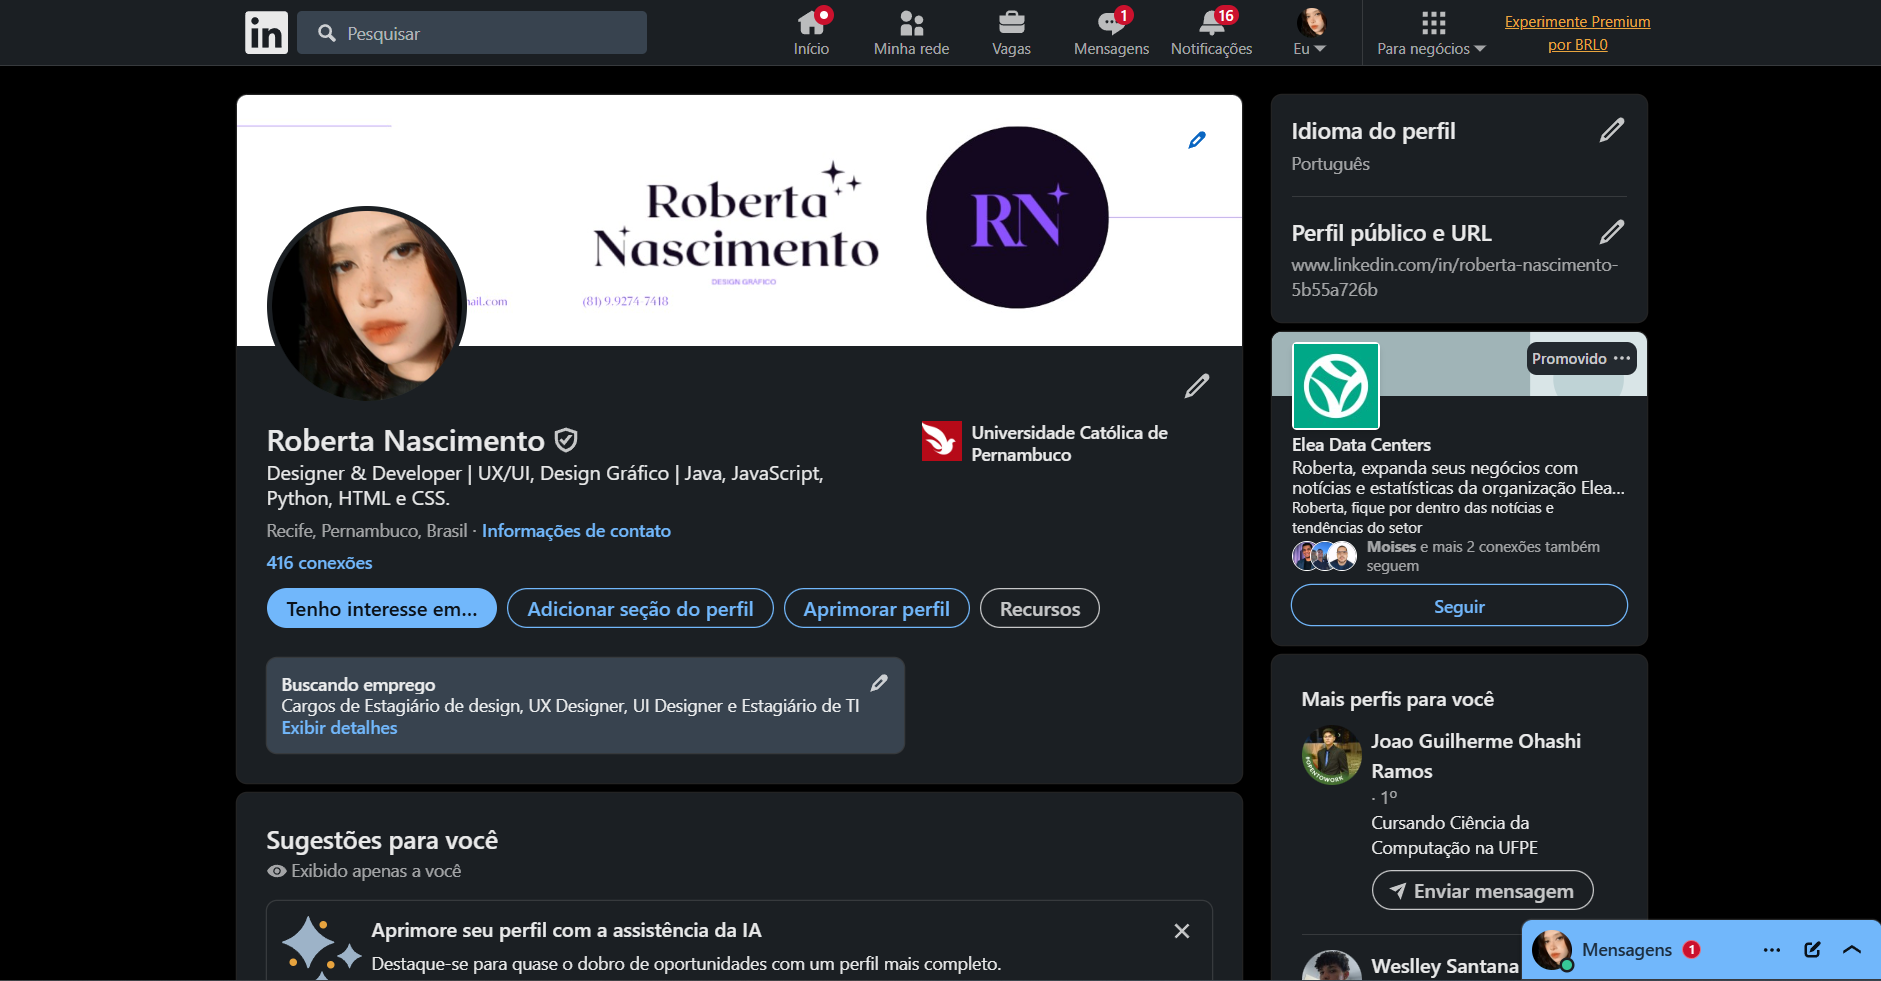 in
Pesquisar
Início
Minha rede
Vagas
1
Mensagens
16
Notificações
Eu
Para negócios
Experimente Premium
por BRL0
Roberta
Nascimento
DESIGN GRÁFICO
ail.com
(81) 9.9274-7418
RN
Roberta Nascimento
Designer & Developer | UX/UI, Design Gráfico | Java, JavaScript,
Python, HTML e CSS.
Recife, Pernambuco, Brasil · Informações de contato
416 conexões
Universidade Católica de
Pernambuco
Tenho interesse em...
Adicionar seção do perfil
Aprimorar perfil
Recursos
Buscando emprego
Cargos de Estagiário de design, UX Designer, UI Designer e Estagiário de TI
Exibir detalhes
Sugestões para você
Exibido apenas a você
Aprimore seu perfil com a assistência da IA
Destaque-se para quase o dobro de oportunidades com um perfil mais completo.
Idioma do perfil
Português
Perfil público e URL
www.linkedin.com/in/roberta-nascimento-
5b55a726b
Promovido
Elea Data Centers
Roberta, expanda seus negócios com
notícias e estatísticas da organização Elea...
Roberta, fique por dentro das notícias e
tendências do setor
Moises e mais 2 conexões também
seguem
Seguir
Mais perfis para você
#OPENTOWORK
Joao Guilherme Ohashi
Ramos
· 1º
Cursando Ciência da
Computação na UFPE
Enviar mensagem
Weslley Santana
Mensagens 1